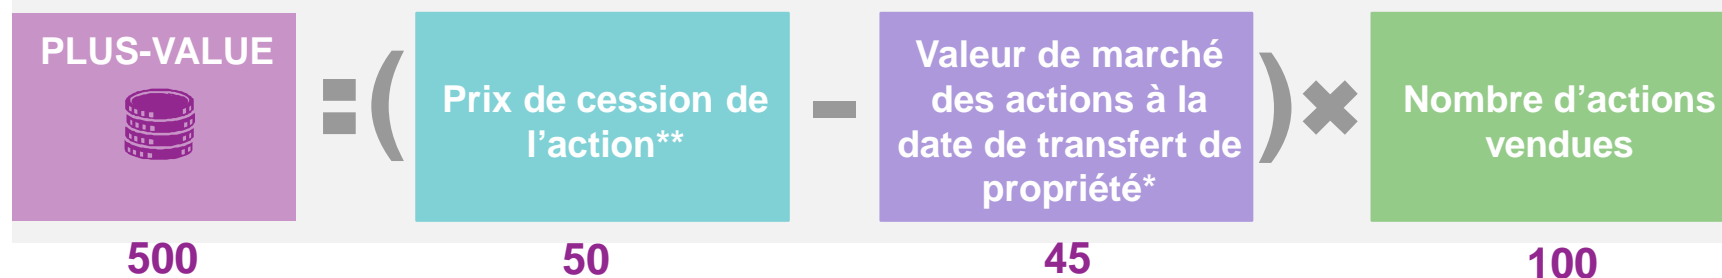 PLUS-VALUE
= (
Prix de cession de
l’action**
-
Valeur de marché
des actions à la
date de transfert de
propriété*
) ×
Nombre d’actions
vendues
500
50
45
100